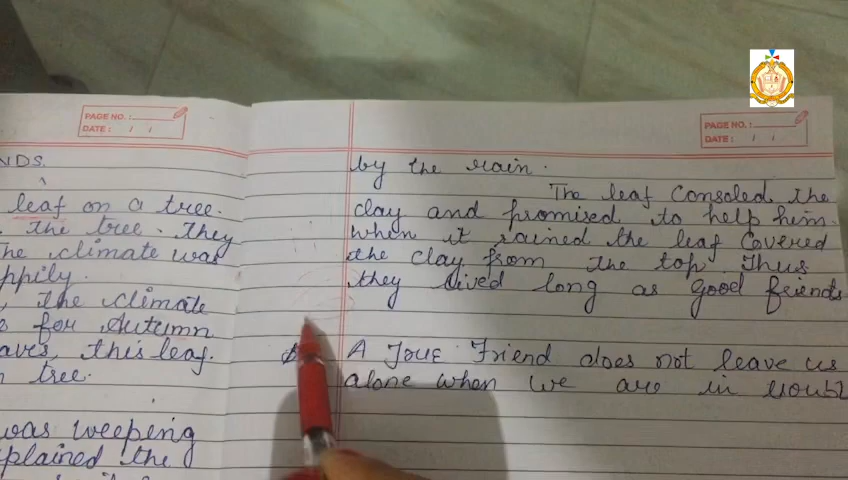 PAGE NO. :
DATE : / /
NDS.
leaf on a tree.
the tree. They
he climate was
ppily.
, the climate
for Autumn
aves, this leaf.
tree.
was weeping
plained the
PAGE NO. :
DATE : / /
by the rain.
The leaf Consoled the
clay and promised to help him.
when it rained the leaf Covered
the clay from the top. Thus
they lived long as good friends
A True Friend does not leave us
alone when we are in